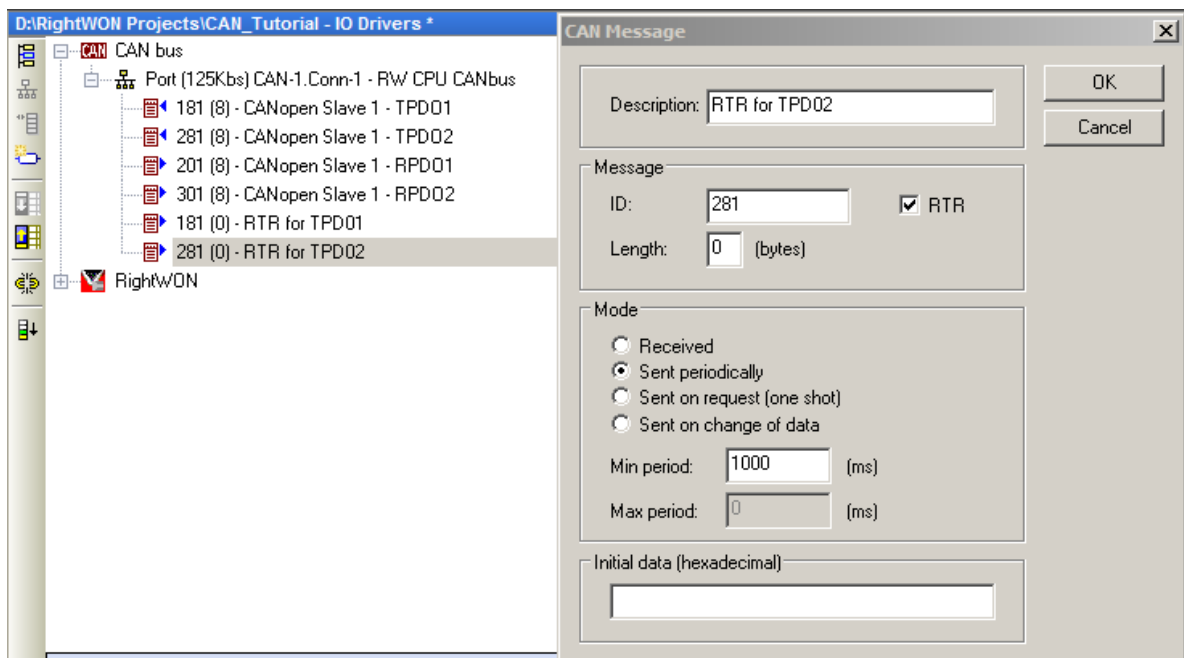 D:\RightWON Projects\CAN_Tutorial - IO Drivers *
CAN CAN bus
Port (125Kbs) CAN-1.Conn-1 - RW CPU CANbus
181 (8) - CANopen Slave 1 - TPDO1
281 (8) - CANopen Slave 1 - TPDO2
201 (8) - CANopen Slave 1 - RPDO1
301 (8) - CANopen Slave 1 - RPDO2
181 (0) - RTR for TPD01
281 (0) - RTR for TPD02
RightWON
CAN Message
Description: RTR for TPD02
OK
Cancel
Message
ID: 281 RTR
Length: 0 (bytes)
Mode
Received
Sent periodically
Sent on request (one shot)
Sent on change of data
Min period: 1000 (ms)
Max period: 0 (ms)
Initial data (hexadecimal)